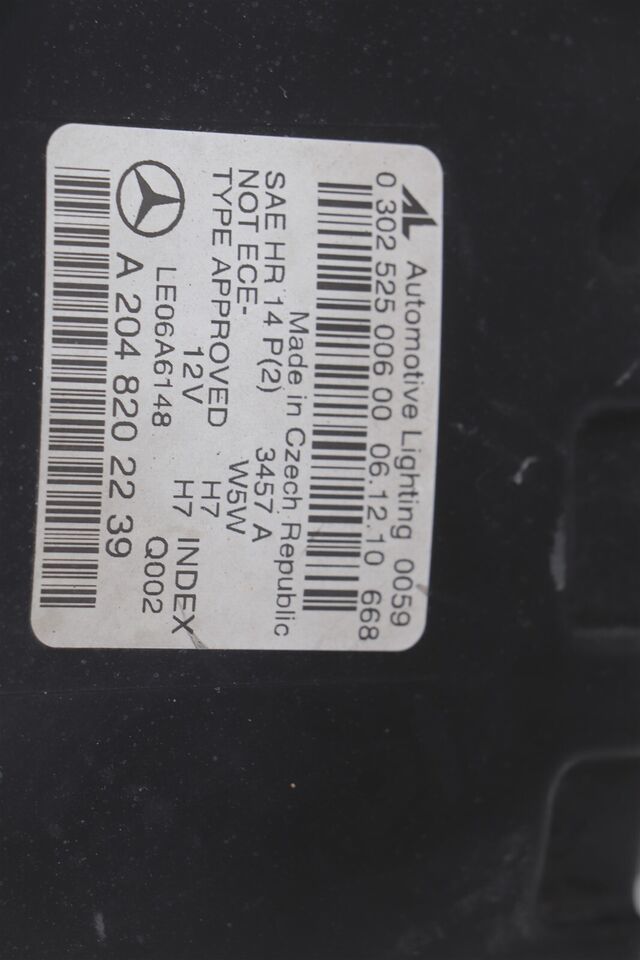 AL Automotive Lighting 0059
0 302 525 006 00 06.12.10 668
Made in Czech. Republic
SAE HR 14 P(2) 3457 A
NOT ECE- W5W
TYPE APPROVED H7
12V H7 INDEX
LE06A6148 Q002
A 204 820 22 39